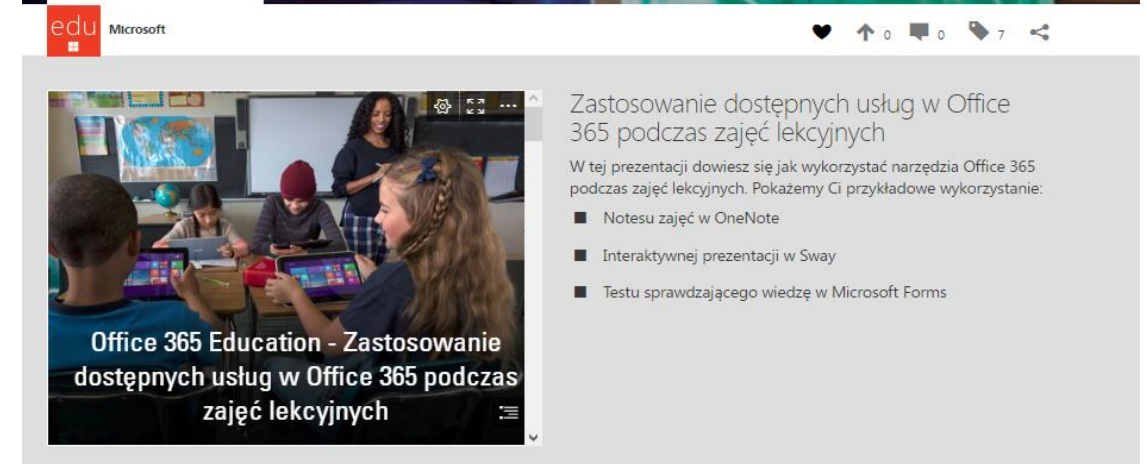 edu
Microsoft
0
0
7
Office 365 Education - Zastosowanie
dostępnych usług w Office 365 podczas
zajęć lekcyjnych
Zastosowanie dostępnych usług w Office
365 podczas zajęć lekcyjnych
W tej prezentacji dowiesz się jak wykorzystać narzędzia Office 365
podczas zajęć lekcyjnych. Pokażemy Ci przykładowe wykorzystanie:
Notesu zajęć w OneNote
Interaktywnej prezentacji w Sway
Testu sprawdzającego wiedzę w Microsoft Forms